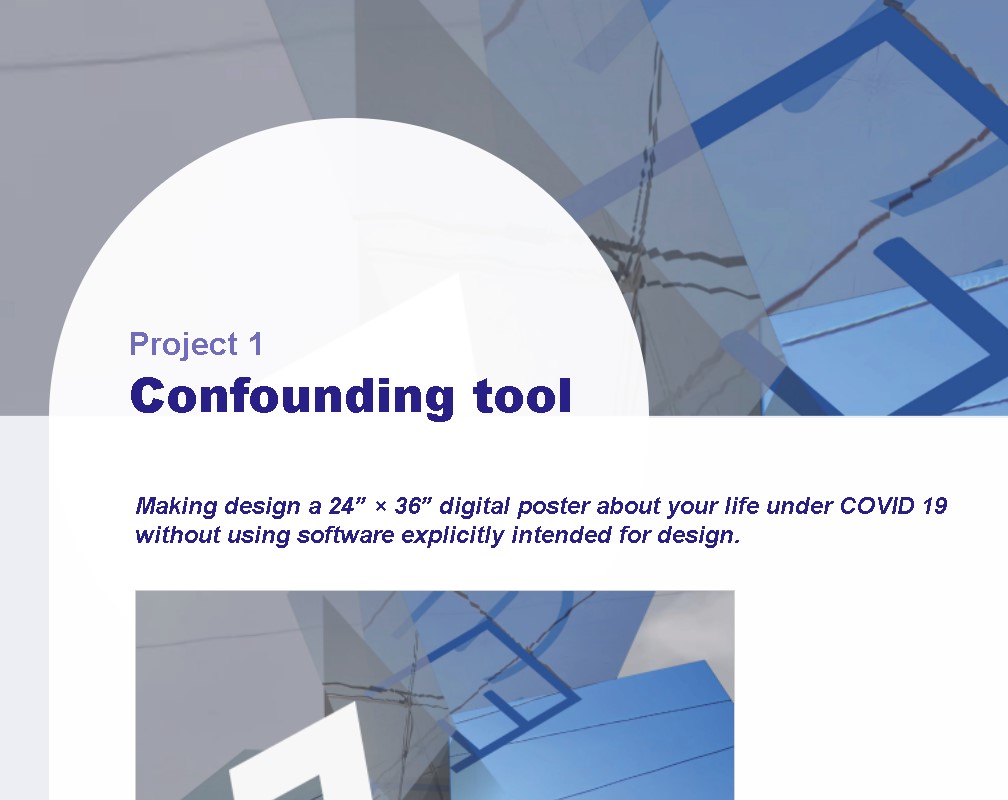 Project 1
Confounding tool
Making design a 24” × 36” digital poster about your life under COVID 19
without using software explicitly intended for design.